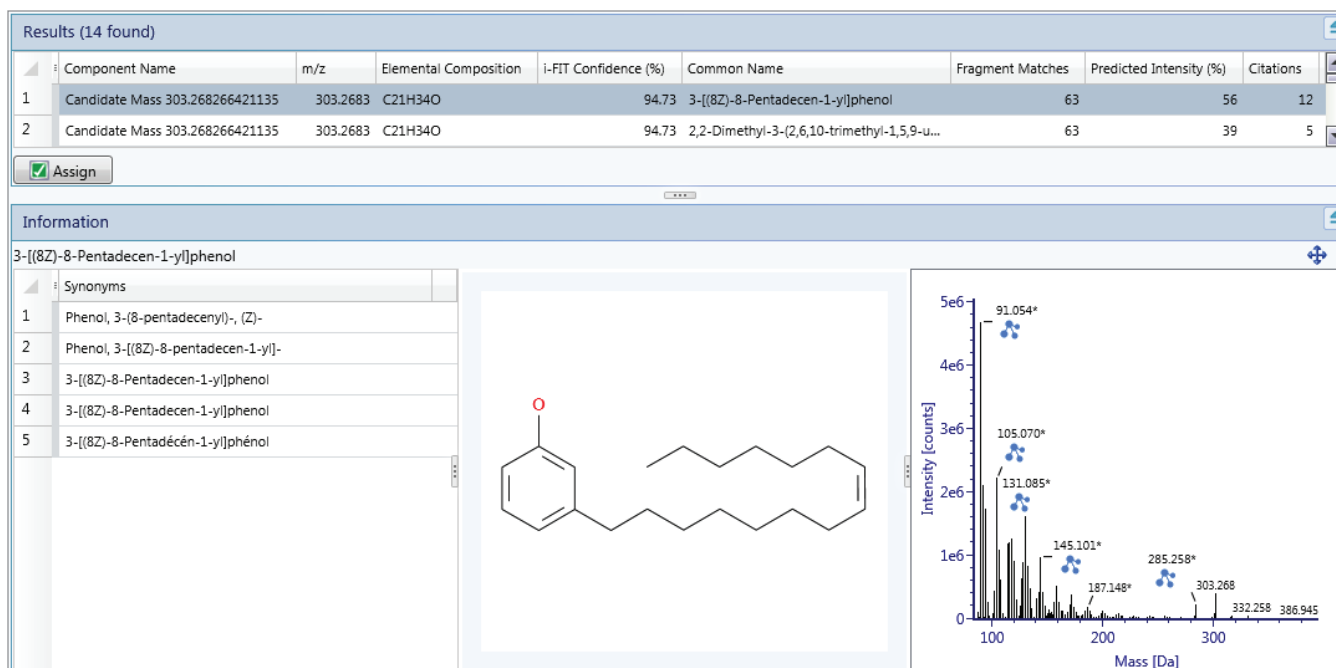 Results (14 found)
Component Name m/z Elemental Composition i-FIT Confidence (%) Common Name Fragment Matches Predicted Intensity (%) Citations
1 Candidate Mass 303.268266421135 303.2683 C21H34O 94.73 3-[(8Z)-8-Pentadecen-1-yl]phenol 63 56 12
2 Candidate Mass 303.268266421135 303.2683 C21H34O 94.73 2,2-Dimethyl-3-(2,6,10-trimethyl-1,5,9-u... 63 39 5
Assign
Information
3-[(8Z)-8-Pentadecen-1-yl]phenol
Synonyms
1 Phenol, 3-(8-pentadecenyl)-, (Z)-
2 Phenol, 3-[(8Z)-8-pentadecen-1-yl]-
3 3-[(8Z)-8-Pentadecen-1-yl]phenol
4 3-[(8Z)-8-Pentadecen-1-yl]phenol
5 3-[(8Z)-8-Pentadécén-1-yl]phénol
O
Intensity [counts]
5e6
4e6
3e6
2e6
1e6
0
91.054*
105.070*
131.085*
145.101*
187.148*
285.258*
303.268
332.258
386.945
100 200 300
Mass [Da]